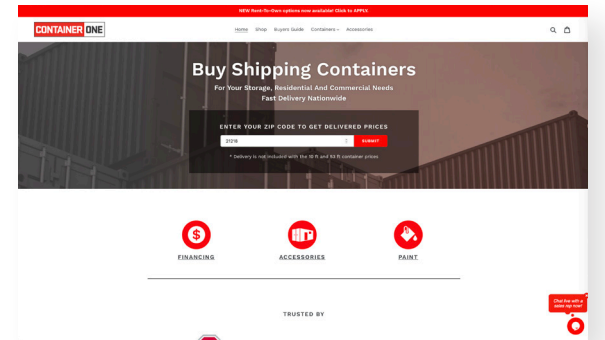 NEW Rent-To-Own options now available! Click to APPLY.
CONTAINER ONE
Home Shop Buyers Guide Containers Accessories
Buy Shipping Containers
For Your Storage, Residential And Commercial Needs
Fast Delivery Nationwide
ENTER YOUR ZIP CODE TO GET DELIVERED PRICES
21218 SUBMIT
* Delivery is not included with the 10 ft and 53 ft container prices
$
FINANCING ACCESSORIES PAINT
TRUSTED BY
Chat live with a
sales rep now!